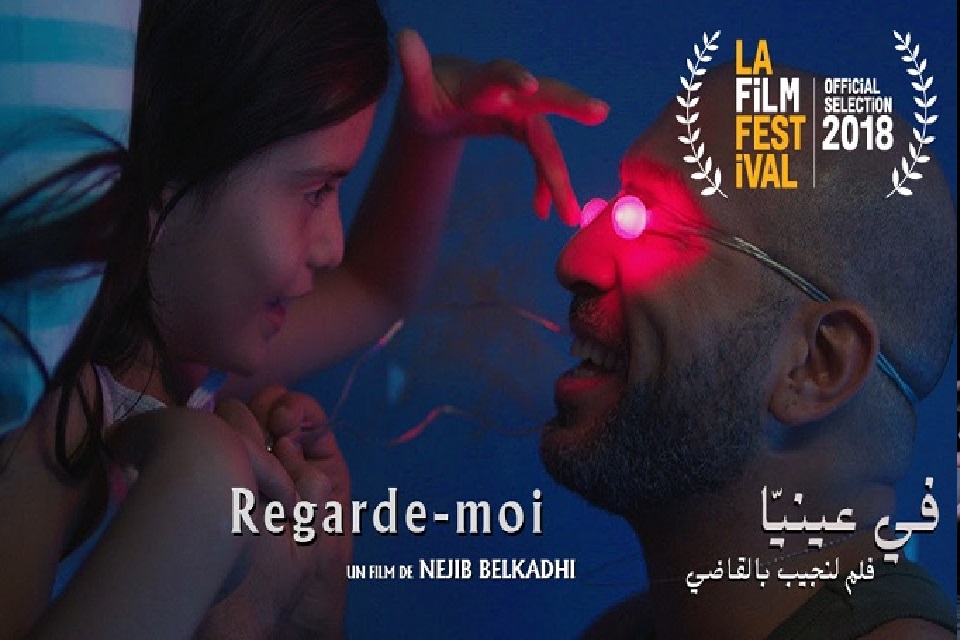 LA
FiLM
FEST
iVAL
OFFiCiAL
SELECTiON
2018
Regarde-moi
UN FILM DE NEJIB BELKADHI
في عينيّا
فلم لنجيب بالقاضي